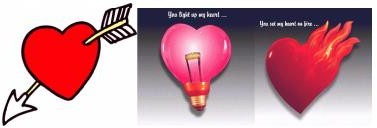 You light up my heart ...
You set my heart on fire ...